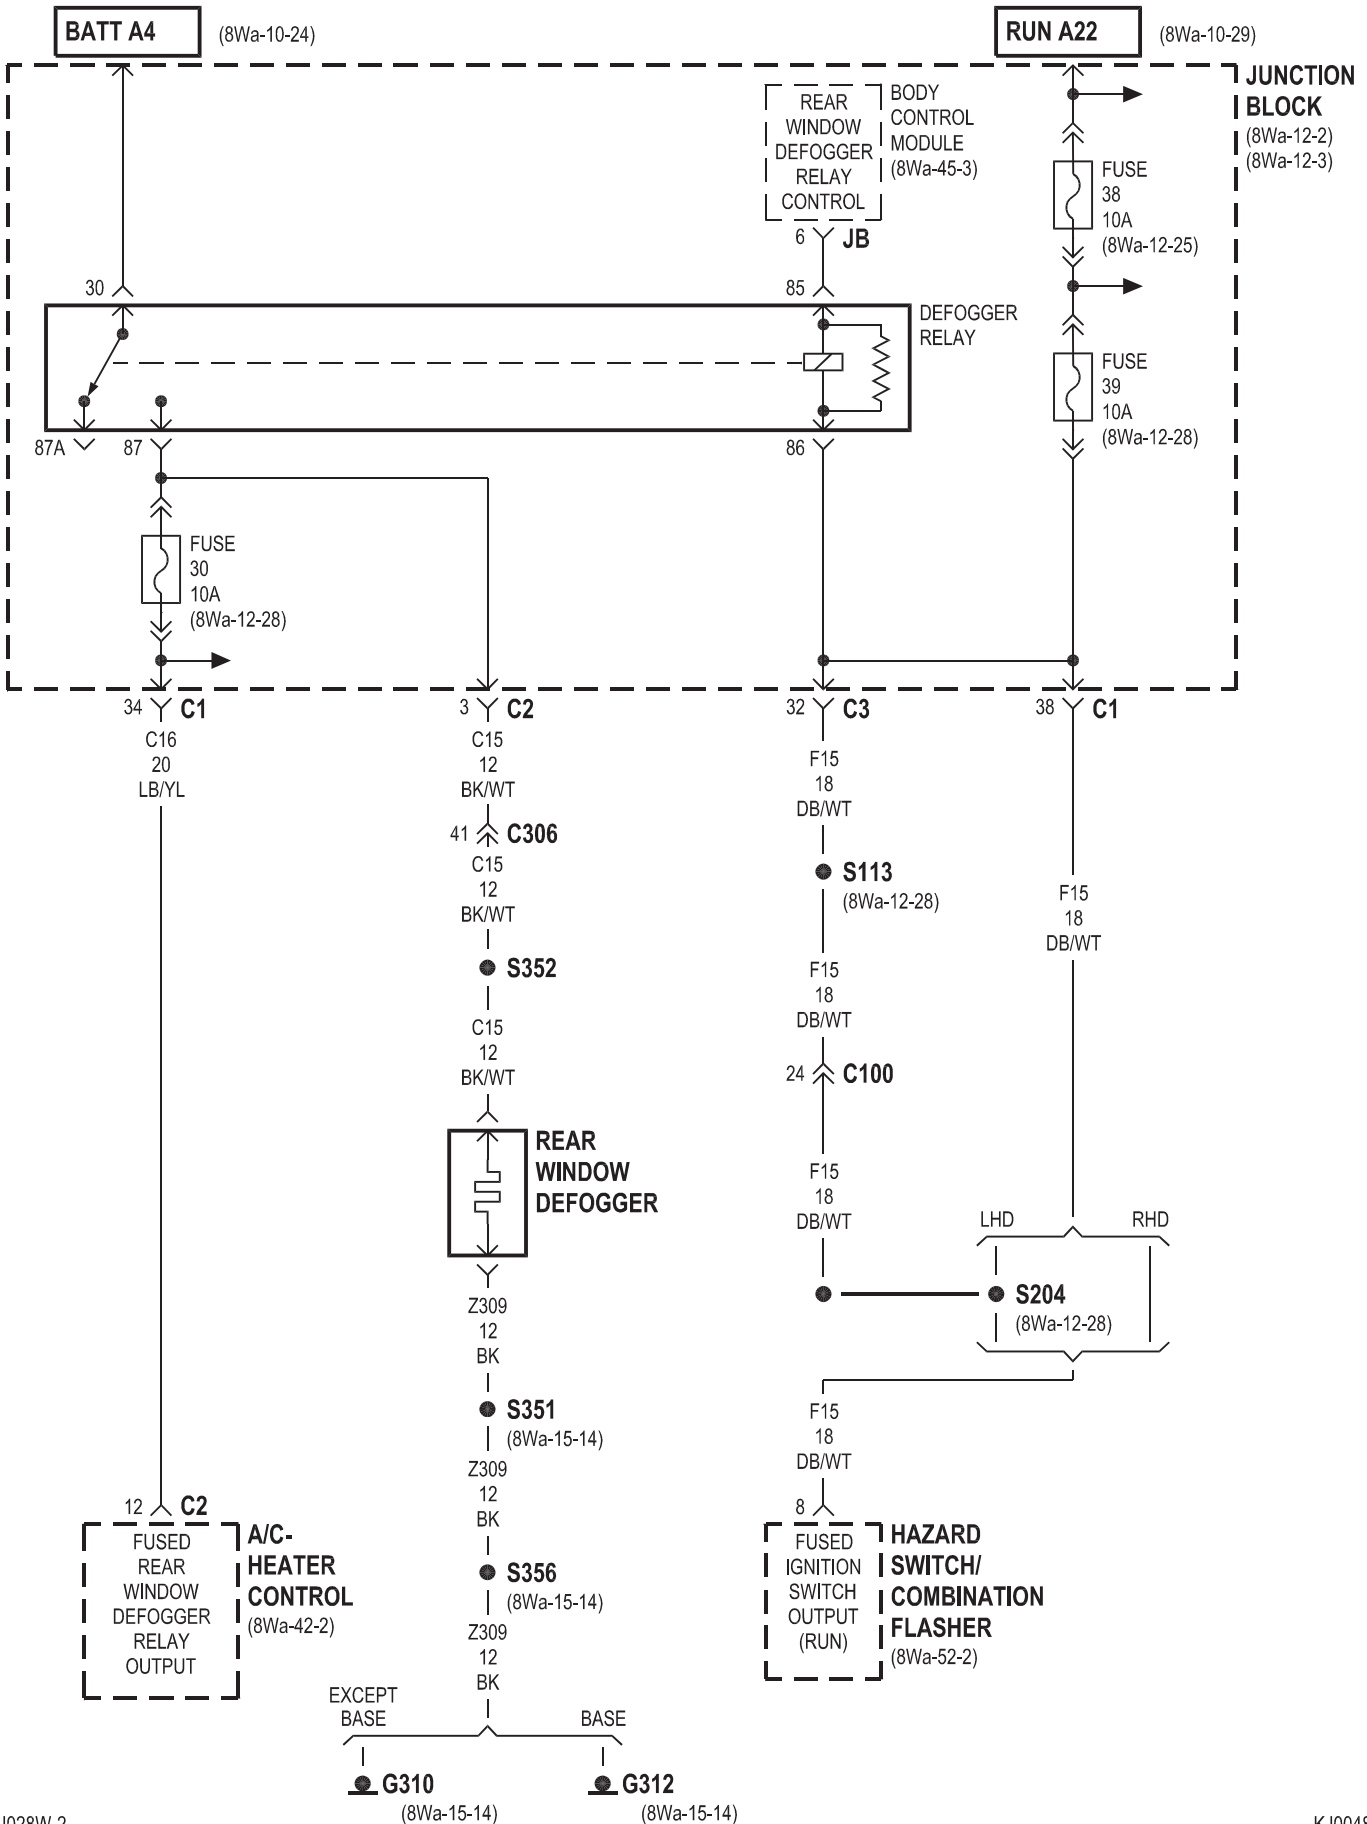 BATT A4
(8Wa-10-24)
RUN A22
(8Wa-10-29)
JUNCTION
BLOCK
(8Wa-12-2)
(8Wa-12-3)
REAR
WINDOW
DEFOGGER
RELAY
CONTROL
BODY
CONTROL
MODULE
(8Wa-45-3)
6
JB
FUSE
38
10A
(8Wa-12-25)
30
85
DEFOGGER
RELAY
FUSE
39
10A
(8Wa-12-28)
87A
87
86
FUSE
30
10A
(8Wa-12-28)
34
C1
3
C2
32
C3
38
C1
C16
20
LB/YL
C15
12
BK/WT
F15
18
DB/WT
41
C306
C15
12
BK/WT
S113
(8Wa-12-28)
F15
18
DB/WT
S352
F15
18
DB/WT
C15
12
BK/WT
24
C100
REAR
WINDOW
DEFOGGER
F15
18
DB/WT
LHD
RHD
S204
(8Wa-12-28)
Z309
12
BK
S351
(8Wa-15-14)
F15
18
DB/WT
Z309
12
BK
12
C2
8
FUSED
REAR
WINDOW
DEFOGGER
RELAY
OUTPUT
A/C-
HEATER
CONTROL
(8Wa-42-2)
S356
(8Wa-15-14)
FUSED
IGNITION
SWITCH
OUTPUT
(RUN)
HAZARD
SWITCH/
COMBINATION
FLASHER
(8Wa-52-2)
Z309
12
BK
EXCEPT
BASE
BASE
G310
(8Wa-15-14)
G312
(8Wa-15-14)